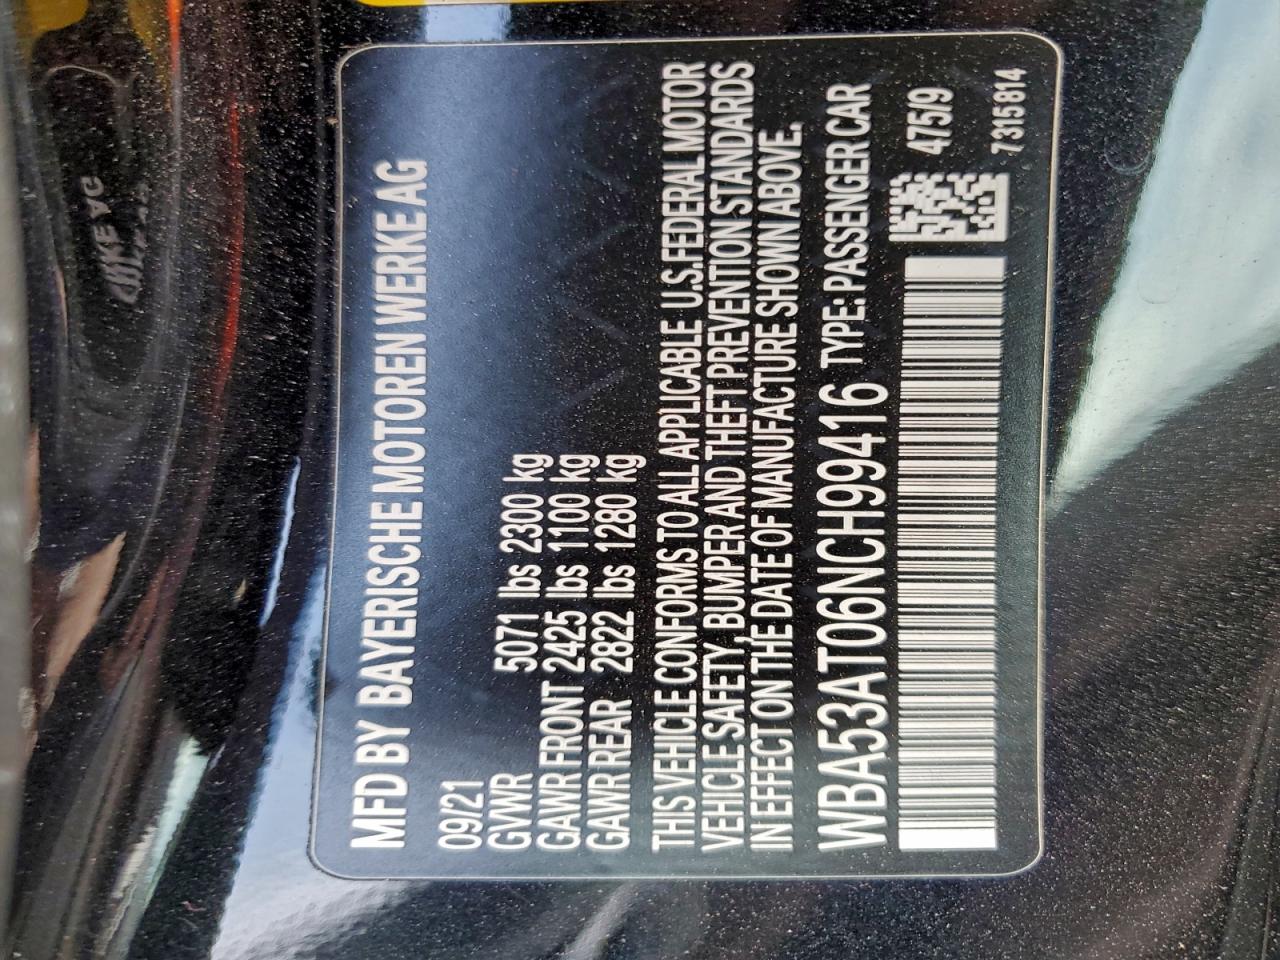 MFD BY BAYERISCHE MOTOREN WERKE AG
09/21
GVWR 5071 lbs 2300 kg
GAWR FRONT 2425 lbs 1100 kg
GAWR REAR 2822 lbs 1280 kg
THIS VEHICLE CONFORMS TO ALL APPLICABLE U.S.FEDERAL MOTOR
VEHICLE SAFETY, BUMPER AND THEFT PREVENTION STANDARDS
IN EFFECT ON THE DATE OF MANUFACTURE SHOWN ABOVE.
WBA53AT06NCH99416 TYPE: PASSENGER CAR
475/9
7315814